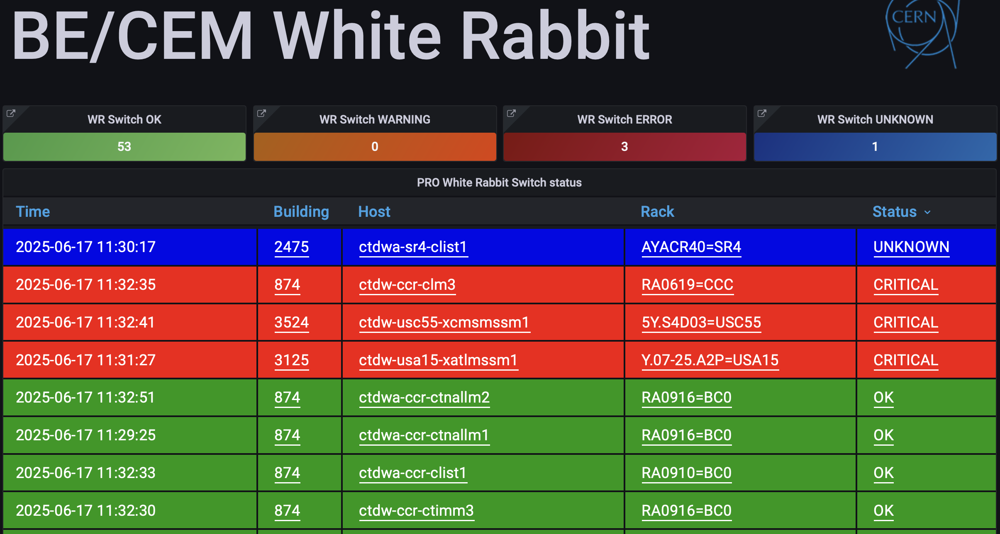 BE/CEM White Rabbit
CERN
WR Switch OK
53
WR Switch WARNING
0
WR Switch ERROR
3
WR Switch UNKNOWN
1
PRO White Rabbit Switch status
Time Building Host Rack Status
2025-06-17 11:30:17 2475 ctdwa-sr4-clist1 AYACR40=SR4 UNKNOWN
2025-06-17 11:32:35 874 ctdw-ccr-clm3 RA0619=CCC CRITICAL
2025-06-17 11:32:41 3524 ctdw-usc55-xcmsmssm1 5Y.S4D03=USC55 CRITICAL
2025-06-17 11:31:27 3125 ctdw-usa15-xatlmssm1 Y.07-25.A2P=USA15 CRITICAL
2025-06-17 11:32:51 874 ctdwa-ccr-ctnallm2 RA0916=BC0 OK
2025-06-17 11:29:25 874 ctdwa-ccr-ctnallm1 RA0916=BC0 OK
2025-06-17 11:32:33 874 ctdwa-ccr-clist1 RA0910=BC0 OK
2025-06-17 11:32:30 874 ctdw-ccr-ctimm3 RA0916=BC0 OK